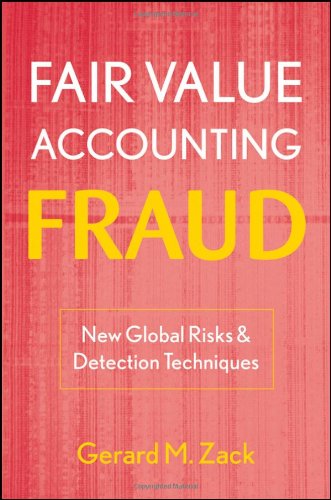 FAIR VALUE
ACCOUNTING
FRAUD
New Global Risks &
Detection Techniques
Gerard M. Zack